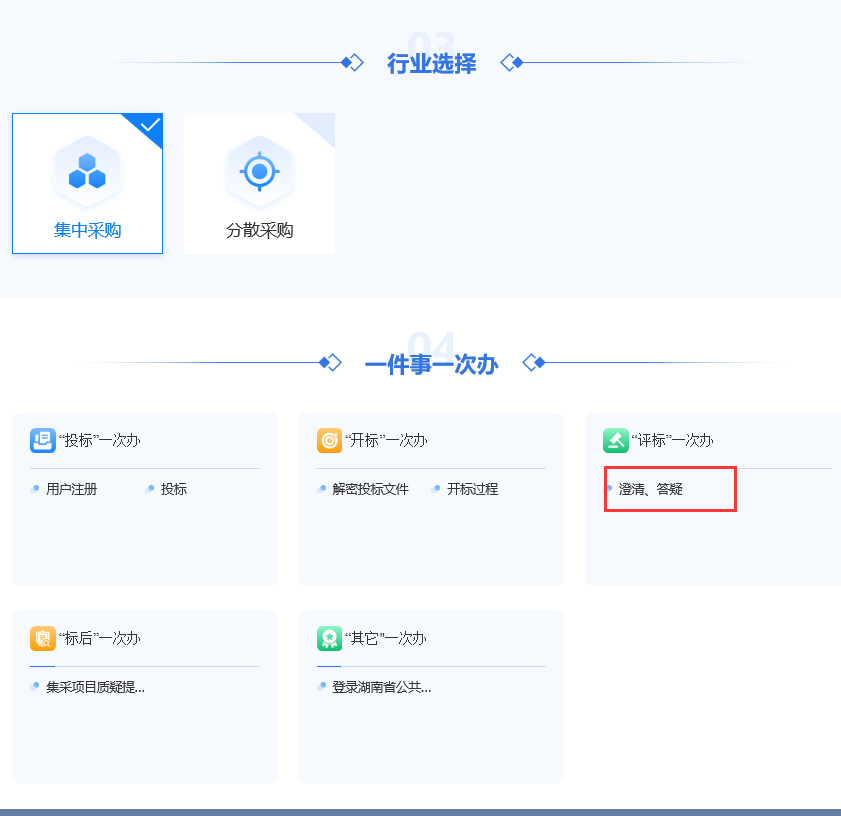 03
行业选择
集中采购
分散采购
04
一件事一次办
“投标”一次办
“开标”一次办
“评标”一次办
用户注册
投标
解密投标文件
开标过程
澄清、答疑
“标后”一次办
“其它"一次办
集采项目质疑提...
登录湖南省公共...